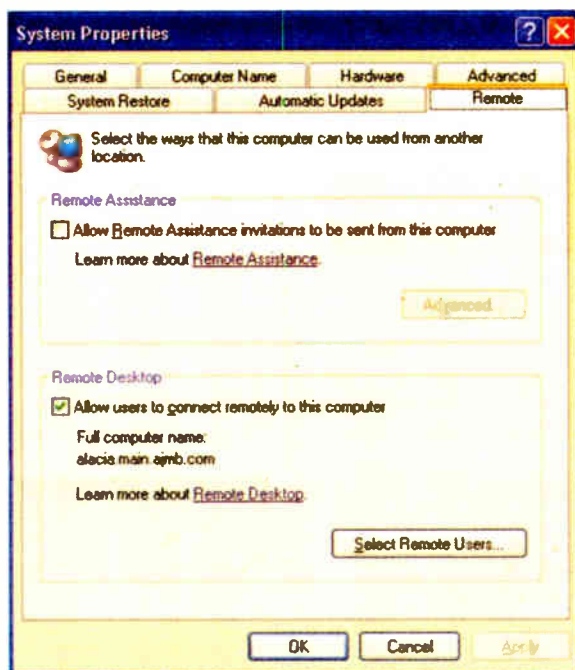 System Properties
General Computer Name Hardware Advanced
System Restore Automatic Updates Remote
Select the ways that this computer can be used from another
location.
Remote Assistance
Allow Remote Assistance invitations to be sent from this computer
Learn more about Remote Assistance.
Advanced
Remote Desktop
Allow users to connect remotely to this computer
Full computer name:
alacia.main.ajmb.com
Learn more about Remote Desktop.
Select Remote Users...
OK Cancel Apply